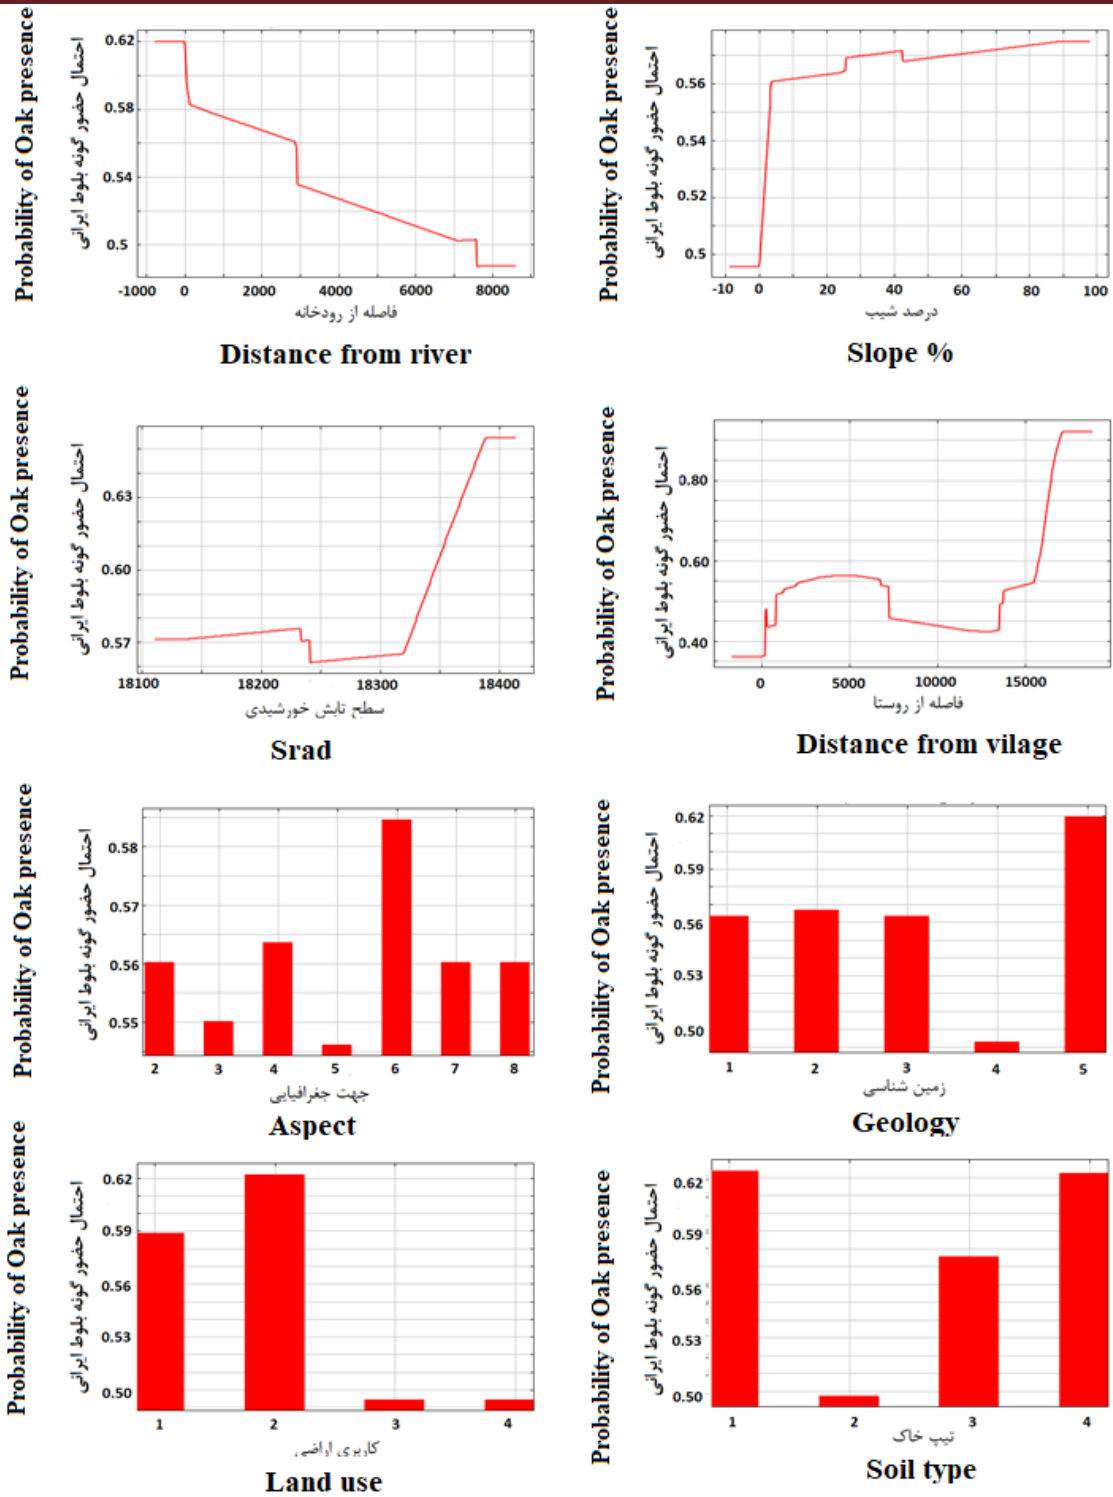 Probability of Oak presence
احتمال حضور گونه بلوط ایرانی
0.62
0.58
0.54
0.5
-1000 0 2000 4000 6000 8000
فاصله از رودخانه
Distance from river
Probability of Oak presence
احتمال حضور گونه بلوط ایرانی
0.56
0.54
0.52
0.5
-10 0 20 40 60 80 100
درصد شیب
Slope %
Probability of Oak presence
احتمال حضور گونه بلوط ایرانی
0.63
0.60
0.57
18100 18200 18300 18400
سطح تابش خورشیدی
Srad
Probability of Oak presence
احتمال حضور گونه بلوط ایرانی
0.80
0.60
0.40
0 5000 10000 15000
فاصله از روستا
Distance from vilage
Probability of Oak presence
احتمال حضور گونه بلوط ایرانی
0.58
0.57
0.56
0.55
2 3 4 5 6 7 8
جهت جغرافیایی
Aspect
Probability of Oak presence
احتمال حضور گونه بلوط ایرانی
0.62
0.59
0.56
0.53
0.50
1 2 3 4 5
زمین شناسی
Geology
Probability of Oak presence
احتمال حضور گونه بلوط ایرانی
0.62
0.59
0.56
0.53
0.50
1 2 3 4
کاربری اراضی
Land use
Probability of Oak presence
احتمال حضور گونه بلوط ایرانی
0.62
0.59
0.56
0.53
0.50
1 2 3 4
تیپ خاک
Soil type